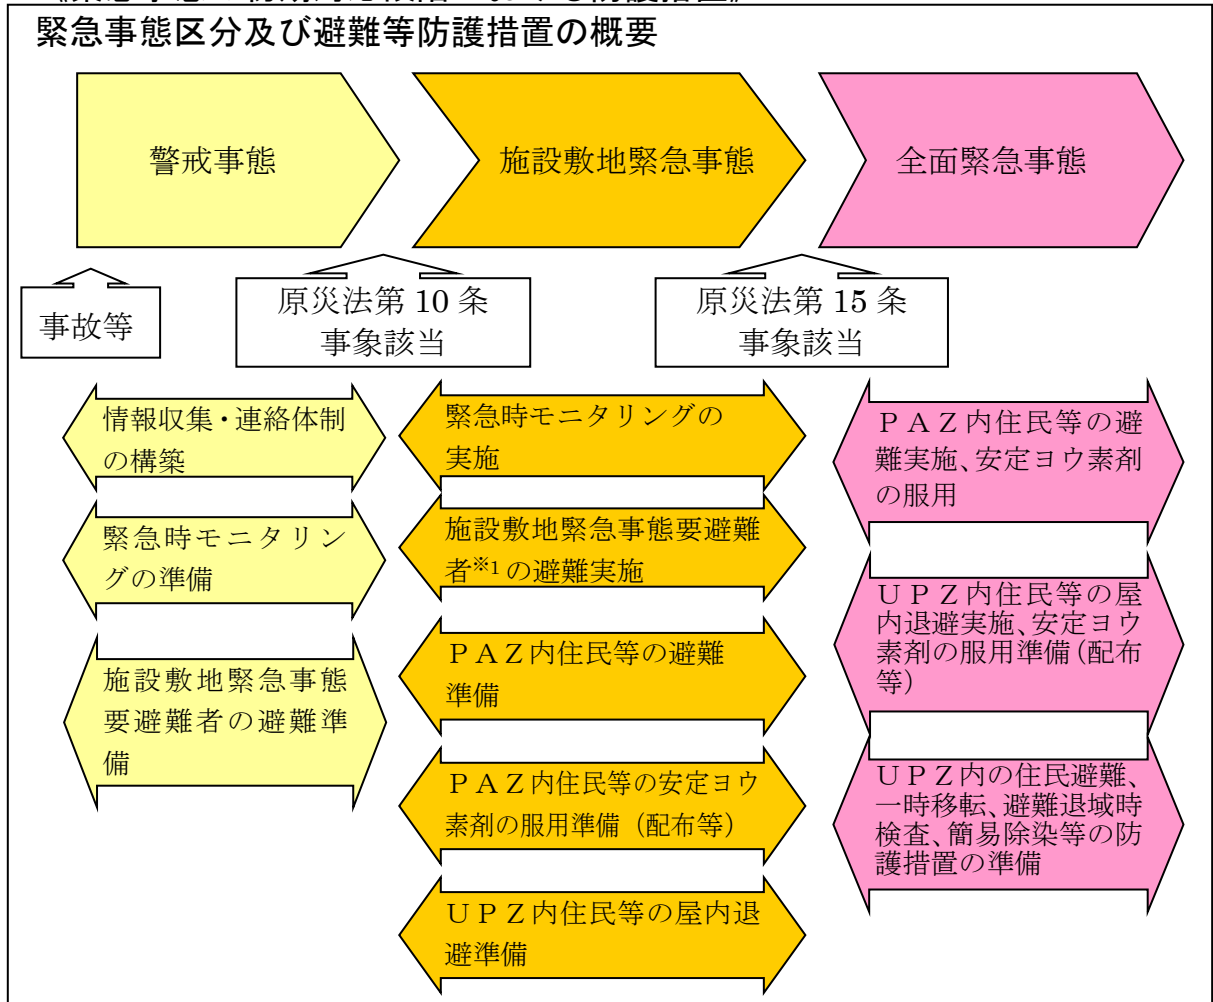 緊急事態区分及び避難等防護措置の概要
警戒事態
施設敷地緊急事態
全面緊急事態
事故等
原災法第 10 条
事象該当
原災法第 15 条
事象該当
情報収集・連絡体制
の構築
緊急時モニタリン
グの準備
施設敷地緊急事態
要避難者の避難準
備
緊急時モニタリングの
実施
施設敷地緊急事態要避難
者※1の避難実施
ＰＡＺ内住民等の避難
準備
ＰＡＺ内住民等の安定ヨウ
素剤の服用準備（配布等）
ＵＰＺ内住民等の屋内退
避準備
ＰＡＺ内住民等の避
難実施、安定ヨウ素剤
の服用
ＵＰＺ内住民等の屋
内退避実施、安定ヨウ
素剤の服用準備（配布
等）
ＵＰＺ内の住民避難、
一時移転、避難退域時
検査、簡易除染等の防
護措置の準備